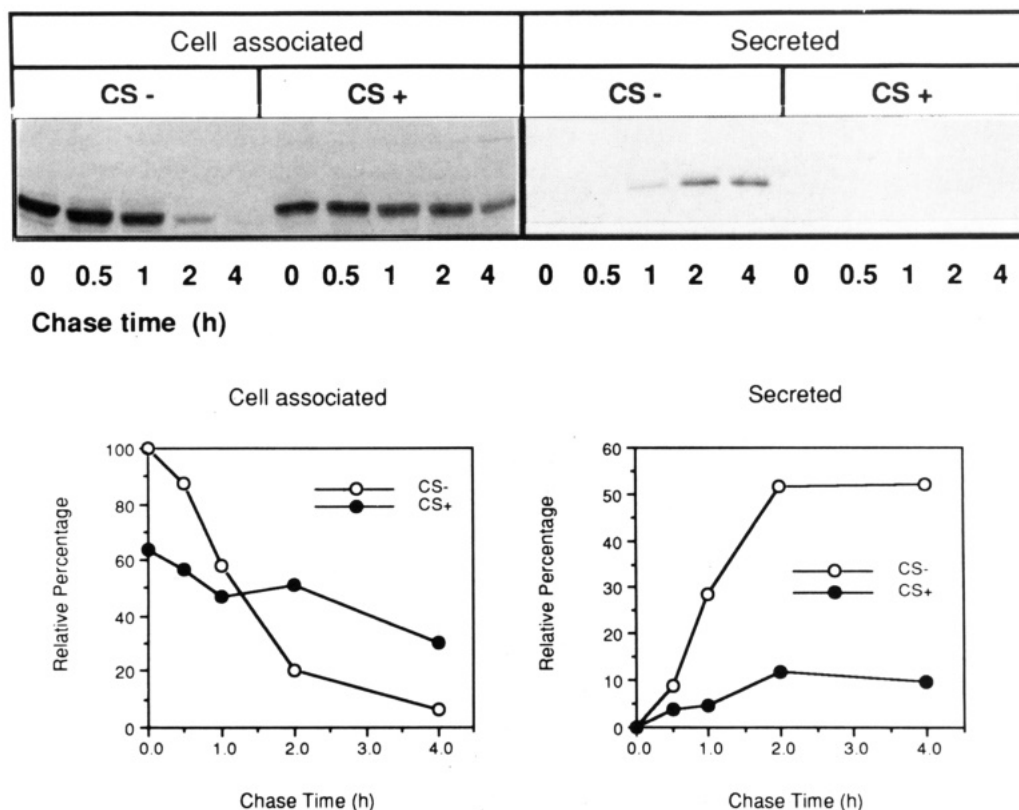 Cell associated Secreted
CS - CS + CS - CS +
0 0.5 1 2 4 0 0.5 1 2 4 0 0.5 1 2 4 0 0.5 1 2 4
Chase time (h)
Cell associated
Relative Percentage
100
80
60
40
20
0
CS-
CS+
0.0 1.0 2.0 3.0 4.0
Chase Time (h)
Secreted
Relative Percentage
60
50
40
30
20
10
0
CS-
CS+
0.0 1.0 2.0 3.0 4.0
Chase Time (h)